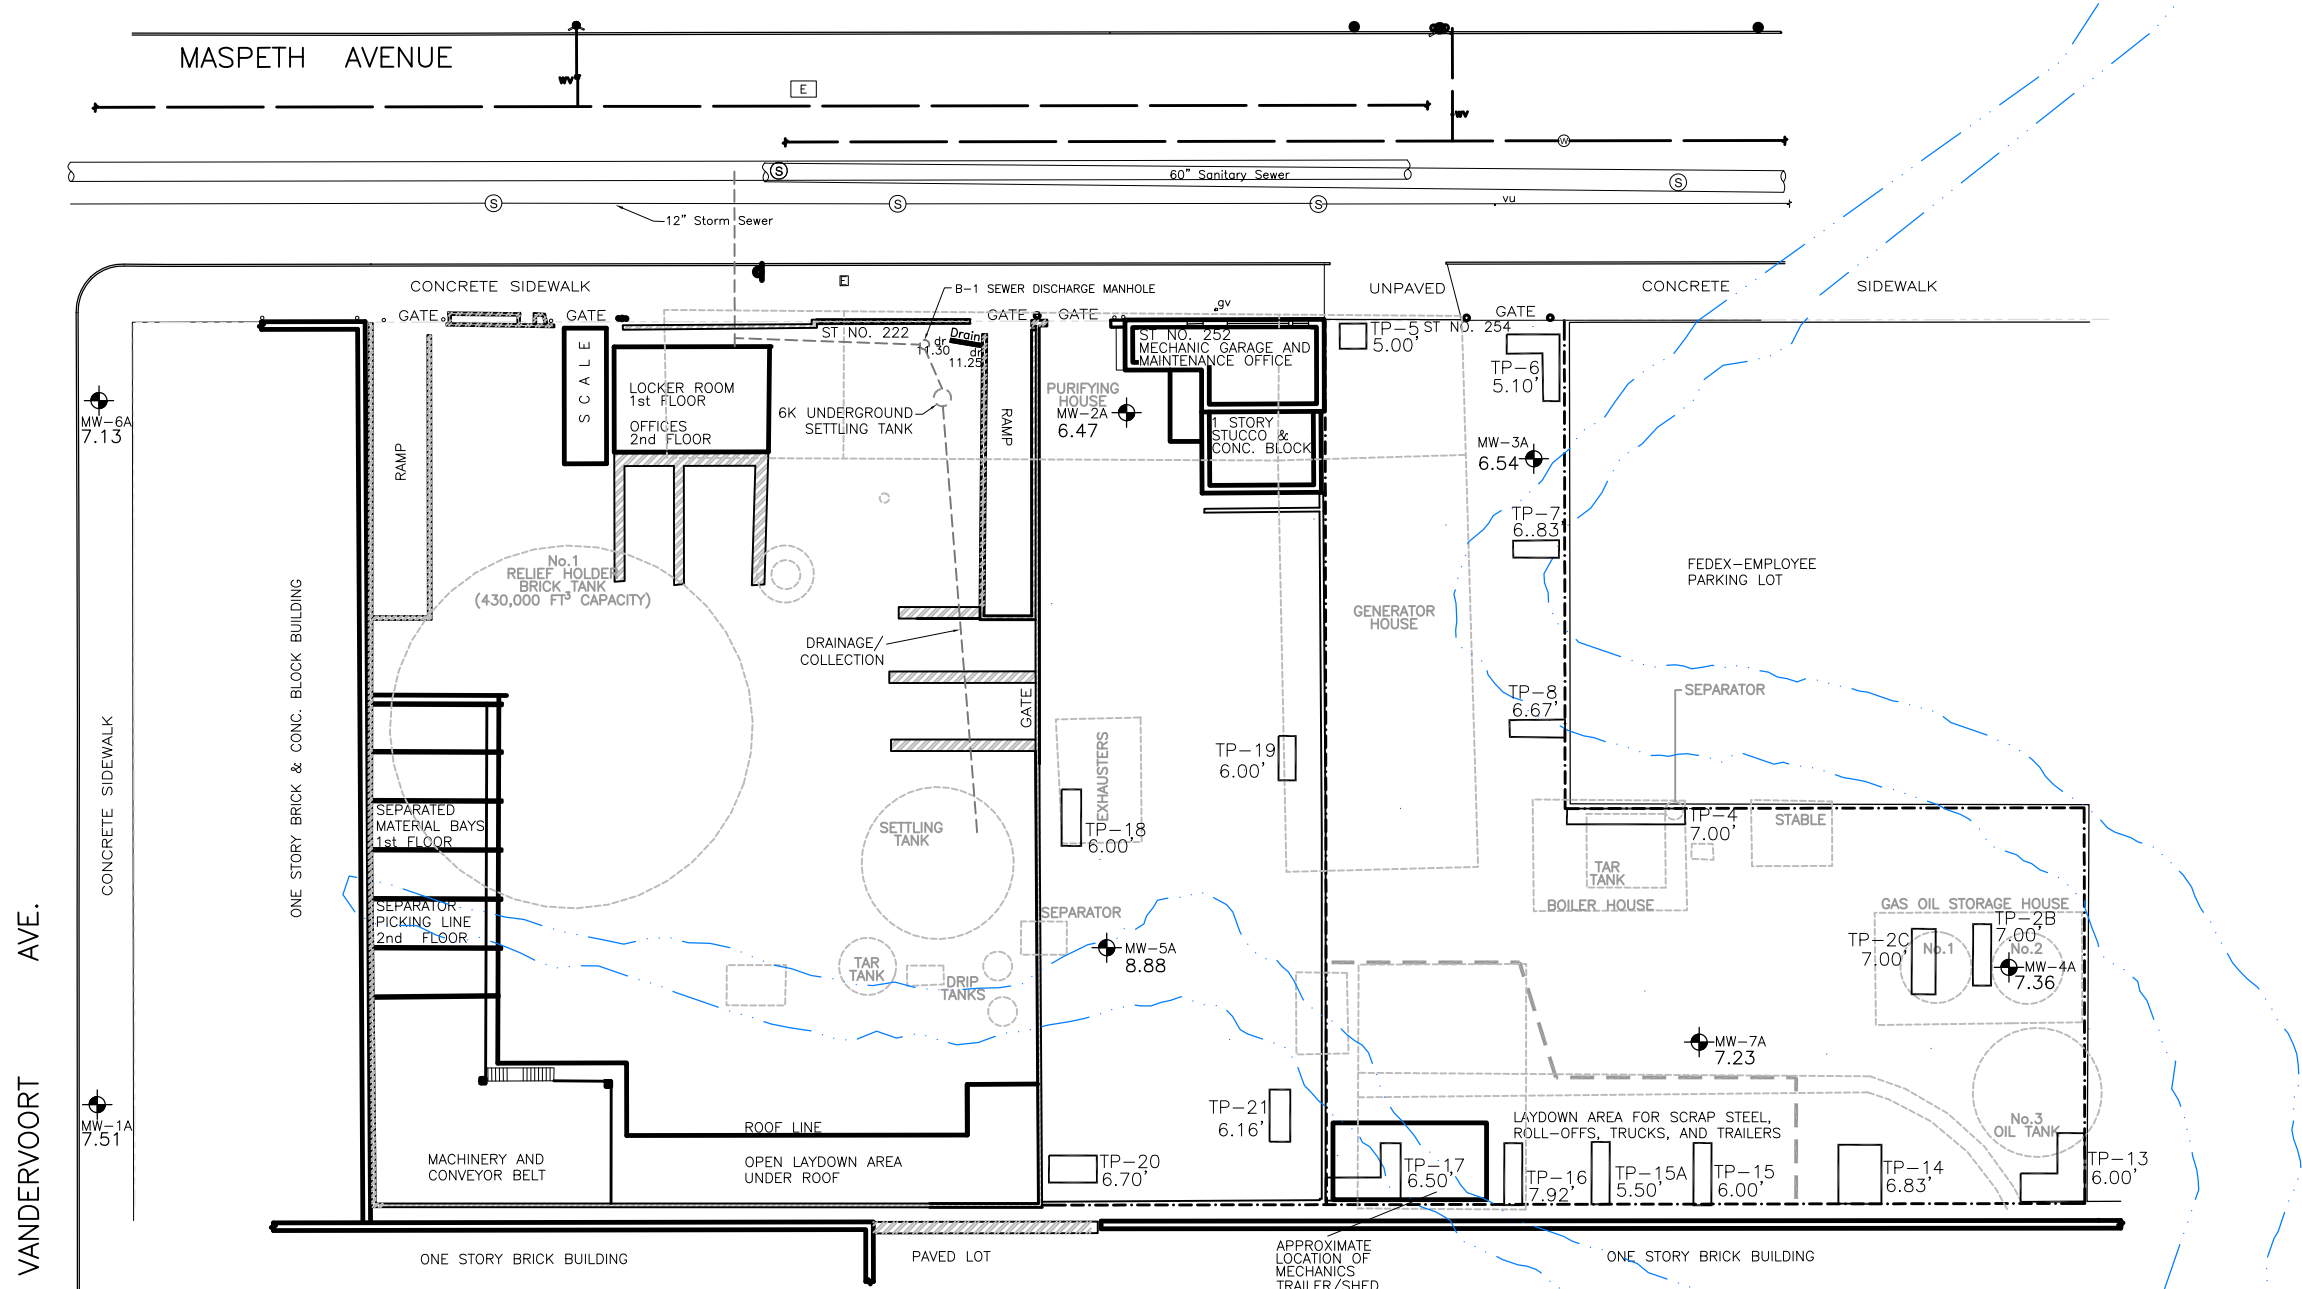 MASPETH AVENUE
WV
E
WV
W
S
60" Sanitary Sewer
S
S
S
S
vu
12" Storm Sewer
CONCRETE SIDEWALK
E
B-1 SEWER DISCHARGE MANHOLE
UNPAVED
CONCRETE SIDEWALK
GATE
GATE
GATE
GATE
gv
GATE
ST NO. 222
dr
11.30
Drain
dr
11.25
ST NO. 252
MECHANIC GARAGE AND
MAINTENANCE OFFICE
TP-5
5.00'
ST NO. 254
TP-6
5.10'
SCALE
LOCKER ROOM
1st FLOOR
OFFICES
2nd FLOOR
6K UNDERGROUND
SETTLING TANK
RAMP
RAMP
PURIFYING
HOUSE
MW-2A
6.47
1 STORY
STUCCO &
CONC. BLOCK
MW-3A
6.54
MW-6A
7.13
TP-7
6..83'
FEDEX-EMPLOYEE
PARKING LOT
No.1
RELIEF HOLDER
BRICK TANK
(430,000 FT³ CAPACITY)
GENERATOR
HOUSE
DRAINAGE/
COLLECTION
GATE
ONE STORY BRICK & CONC. BLOCK BUILDING
CONCRETE SIDEWALK
TP-8
6.67'
SEPARATOR
EXHAUSTERS
TP-19
6.00'
TP-18
6.00'
SETTLING
TANK
SEPARATED
MATERIAL BAYS
1st FLOOR
TP-4
7.00'
STABLE
TAR
TANK
BOILER HOUSE
SEPARATOR
PICKING LINE
2nd FLOOR
SEPARATOR
MW-5A
8.88
TAR
TANK
DRIP
TANKS
GAS OIL STORAGE HOUSE
TP-2B
7.00'
TP-2C
7.00'
No.1
No.2
MW-4A
7.36
MW-7A
7.23
VANDERVOORT AVE.
MW-1A
7.51
TP-21
6.16'
LAYDOWN AREA FOR SCRAP STEEL,
ROLL-OFFS, TRUCKS, AND TRAILERS
No.3
OIL TANK
ROOF LINE
MACHINERY AND
CONVEYOR BELT
OPEN LAYDOWN AREA
UNDER ROOF
TP-20
6.70'
TP-17
6.50'
TP-16
7.92'
TP-15A
5.50'
TP-15
6.00'
TP-14
6.83'
TP-13
6.00'
ONE STORY BRICK BUILDING
PAVED LOT
APPROXIMATE
LOCATION OF
MECHANICS
TRAILER/SHED
ONE STORY BRICK BUILDING